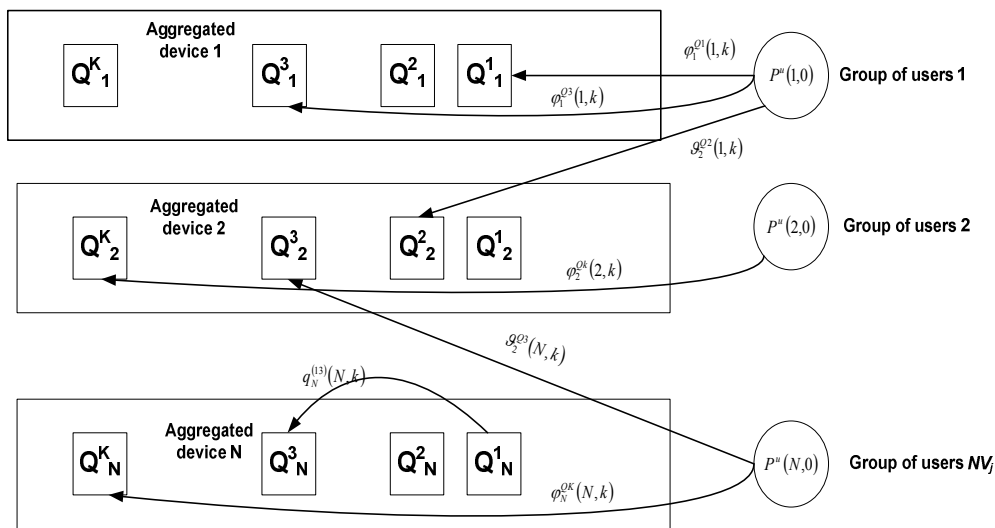 Aggregated
device 1
Q^K_1 Q^3_1 Q^2_1 Q^1_1
φ_1^{Q1}(1,k)
φ_1^{Q3}(1,k)
P^u(1,0)
Group of users 1
ϑ_2^{Q2}(1,k)
Aggregated
device 2
Q^K_2 Q^3_2 Q^2_2 Q^1_2
φ_2^{Qk}(2,k)
P^u(2,0)
Group of users 2
ϑ_2^{Q3}(N,k)
q_N^{(13)}(N,k)
Aggregated
device N
Q^K_N Q^3_N Q^2_N Q^1_N
φ_N^{QK}(N,k)
P^u(N,0)
Group of users NV_j